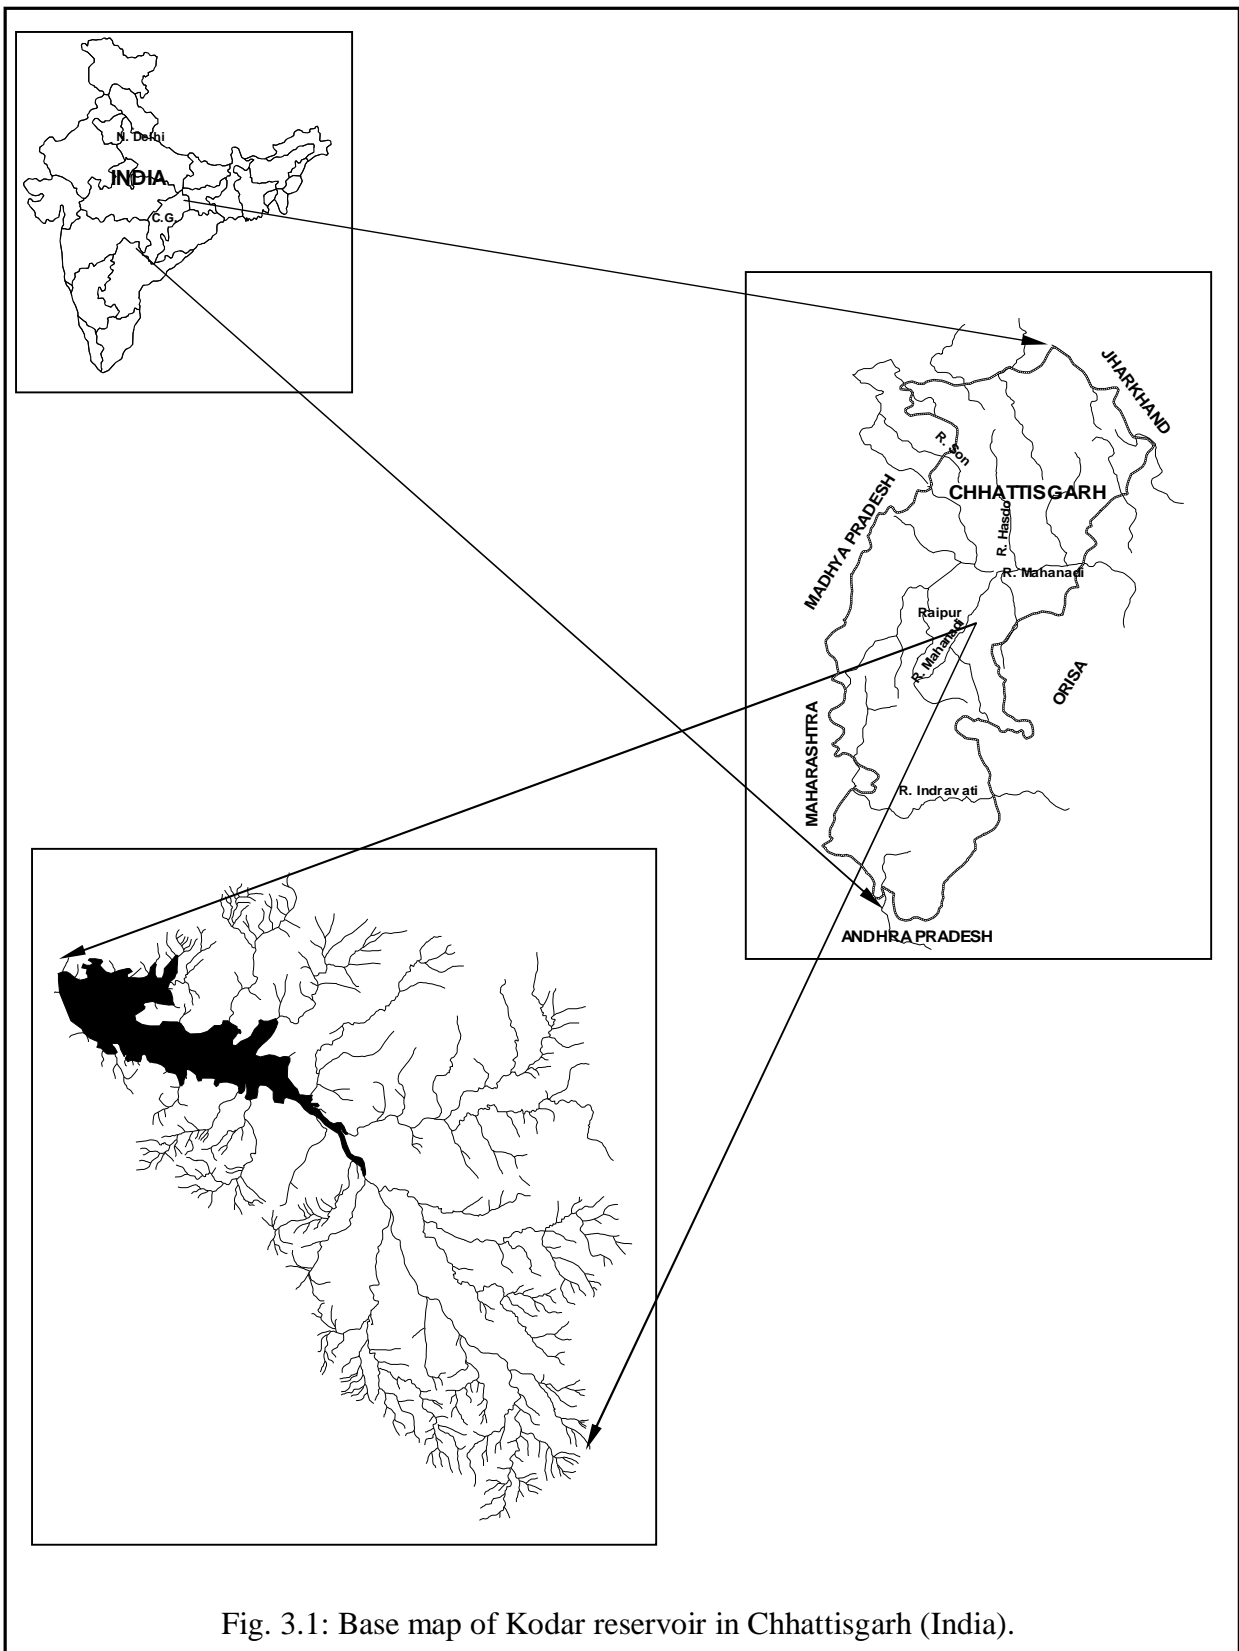 N. Delhi
INDIA
C.G.
JHARKHAND
R. Son
CHHATTISGARH
MADHYA PRADESH
R. Hasdo
R. Mahanadi
Raipur
R. Mahanadi
ORISA
MAHARASHTRA
R. Indravati
ANDHRA PRADESH
Fig. 3.1: Base map of Kodar reservoir in Chhattisgarh (India).